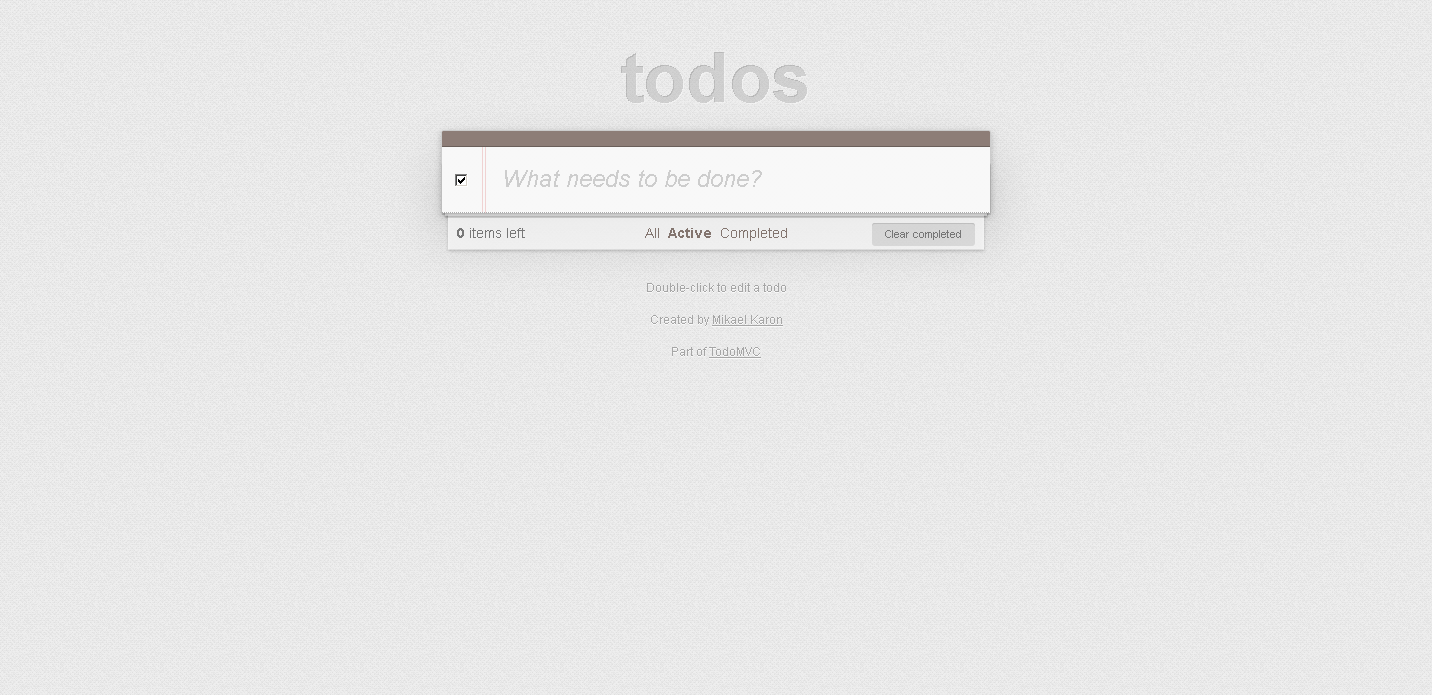 todos
What needs to be done?
0 items left All Active Completed Clear completed
Double-click to edit a todo
Created by Mikael Karon
Part of TodoMVC